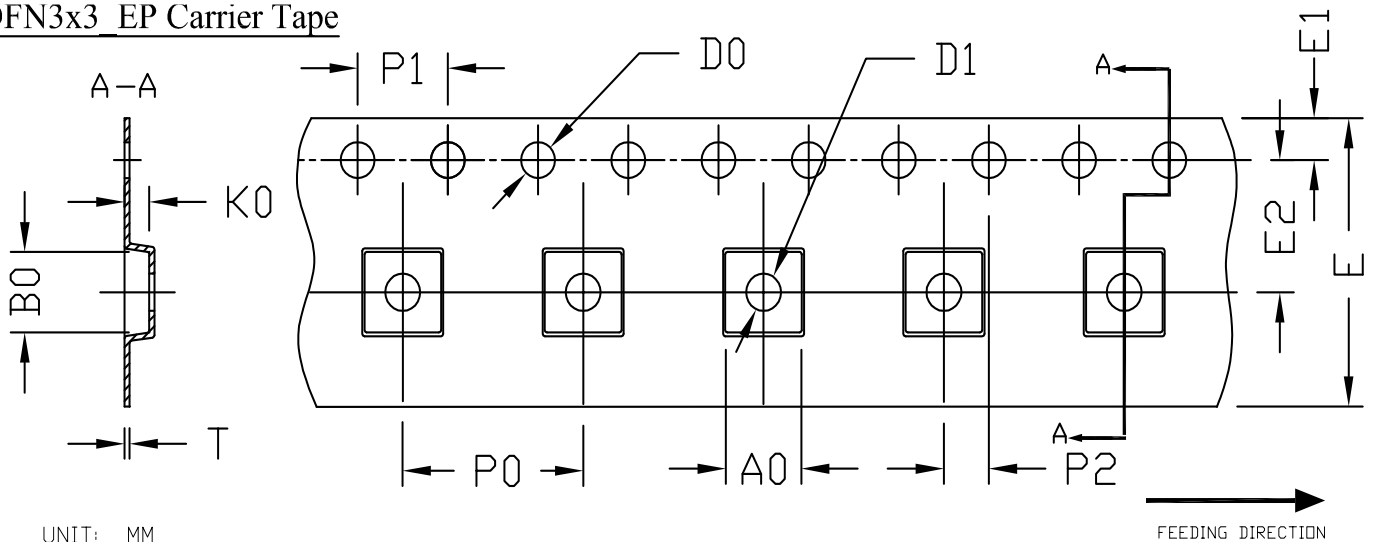 DFN3x3_EP Carrier Tape
A-A
P1
D0
D1
A
E1
K0
B0
E2
E
T
P0
A0
A
P2
UNIT: MM
FEEDING DIRECTION